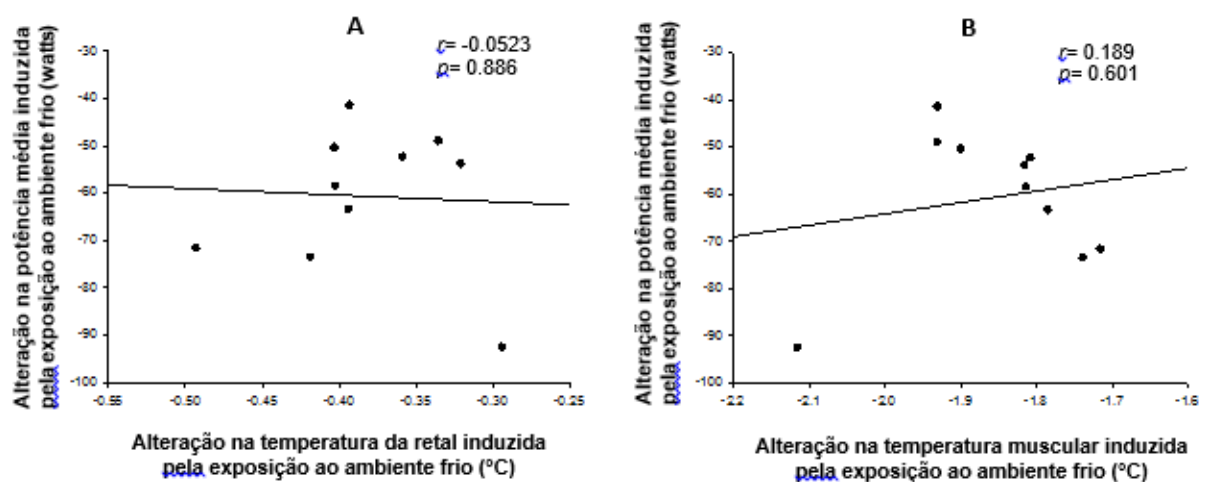 A
r= -0.0523
p= 0.886
Alteração na potência média induzida
pela exposição ao ambiente frio (watts)
-30
-40
-50
-60
-70
-80
-90
-100
-0.55
-0.50
-0.45
-0.40
-0.35
-0.30
-0.25
Alteração na temperatura da retal induzida
pela exposição ao ambiente frio (ºC)
B
r= 0.189
p= 0.601
Alteração na potência média induzida
pela exposição ao ambiente frio (watts)
-30
-40
-50
-60
-70
-80
-90
-100
-2.2
-2.1
-2.0
-1.9
-1.8
-1.7
-1.6
Alteração na temperatura muscular induzida
pela exposição ao ambiente frio (ºC)